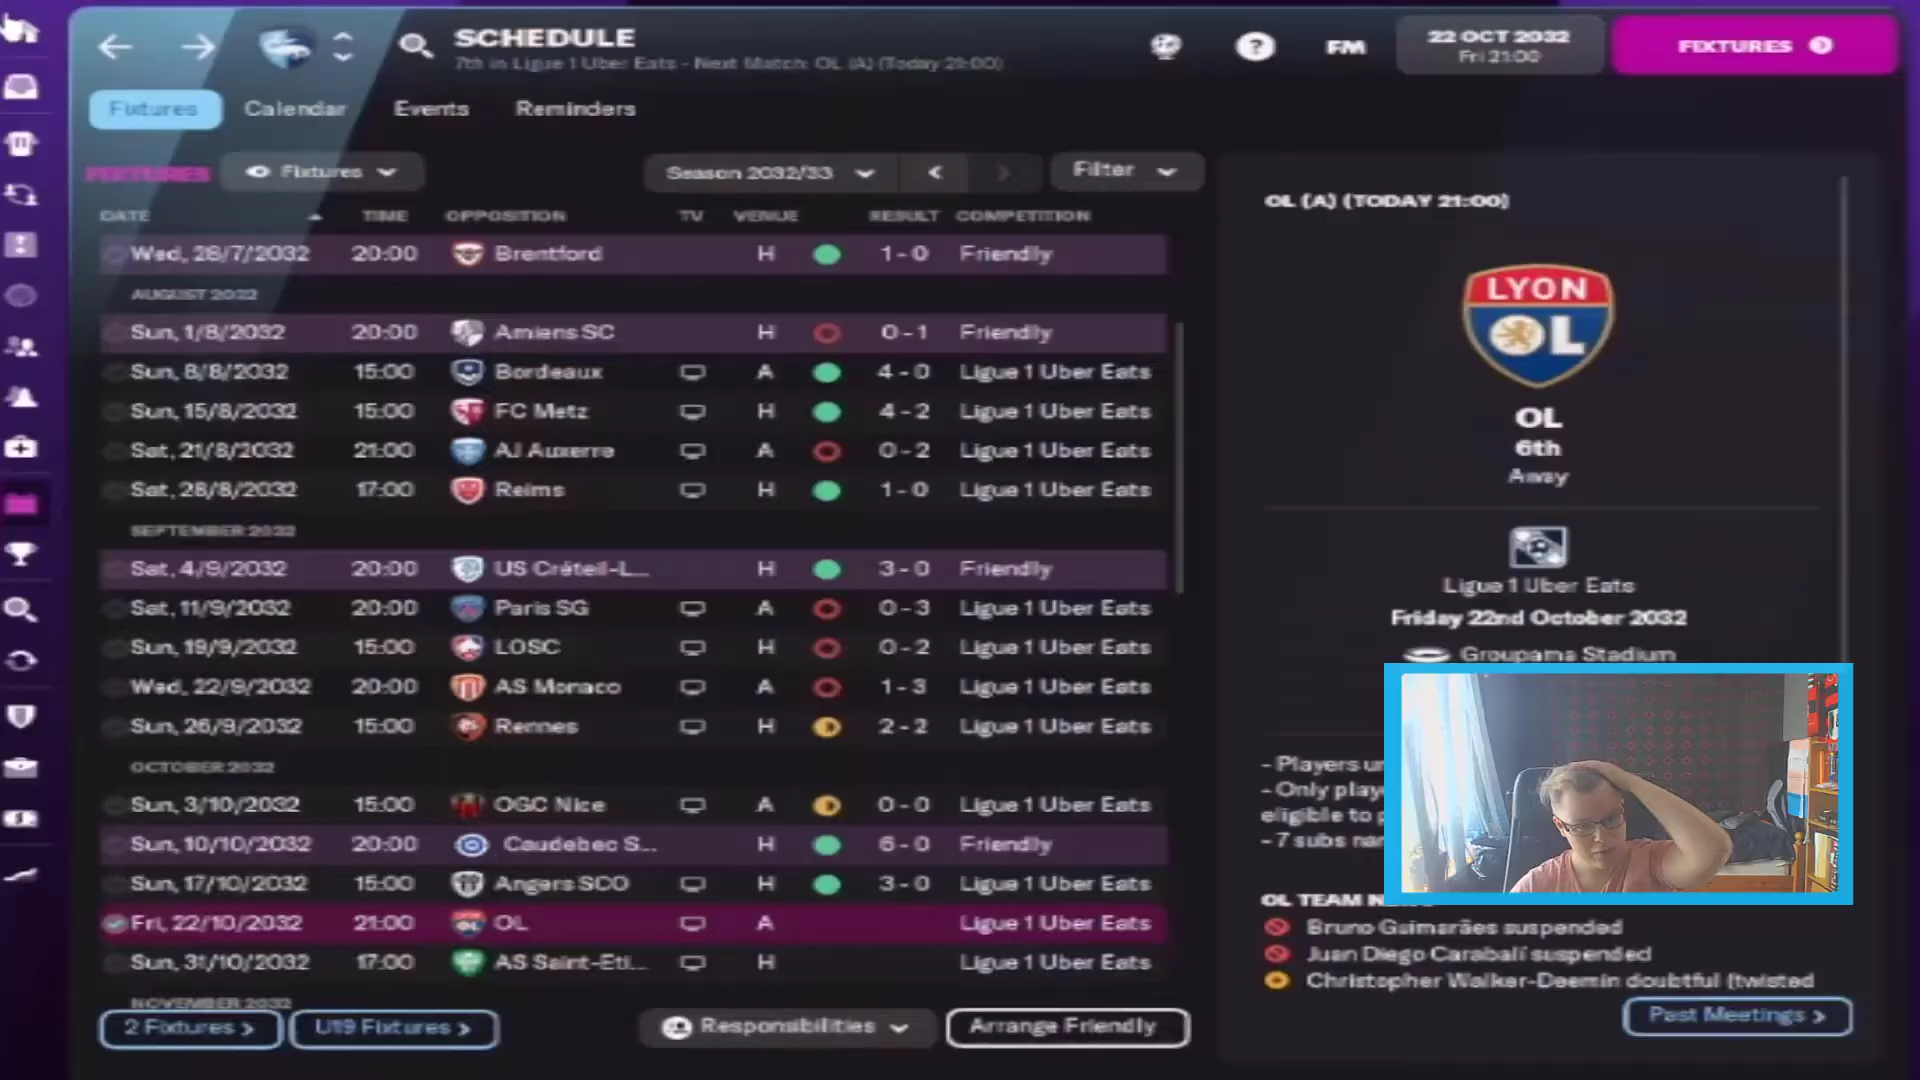 SCHEDULE
7th in Ligue 1 Uber Eats - Next Match: OL (A) (Today 21:00)
FM
22 OCT 2032
Fri 21:00
FIXTURES
Fixtures Calendar Events Reminders
FIXTURES Fixtures Season 2032/33 Filter
DATE TIME OPPOSITION TV VENUE RESULT COMPETITION
Wed, 28/7/2032 20:00 Brentford H 1 - 0 Friendly
AUGUST 2032
Sun, 1/8/2032 20:00 Amiens SC H 0 - 1 Friendly
Sun, 8/8/2032 15:00 Bordeaux A 4 - 0 Ligue 1 Uber Eats
Sun, 15/8/2032 15:00 FC Metz H 4 - 2 Ligue 1 Uber Eats
Sat, 21/8/2032 21:00 AJ Auxerre A 0 - 2 Ligue 1 Uber Eats
Sat, 28/8/2032 17:00 Reims H 1 - 0 Ligue 1 Uber Eats
SEPTEMBER 2032
Sat, 4/9/2032 20:00 US Créteil-L... H 3 - 0 Friendly
Sat, 11/9/2032 20:00 Paris SG A 0 - 3 Ligue 1 Uber Eats
Sun, 19/9/2032 15:00 LOSC H 0 - 2 Ligue 1 Uber Eats
Wed, 22/9/2032 20:00 AS Monaco A 1 - 3 Ligue 1 Uber Eats
Sun, 26/9/2032 15:00 Rennes H 2 - 2 Ligue 1 Uber Eats
OCTOBER 2032
Sun, 3/10/2032 15:00 OGC Nice A 0 - 0 Ligue 1 Uber Eats
Sun, 10/10/2032 20:00 Caudebec S... H 6 - 0 Friendly
Sun, 17/10/2032 15:00 Angers SCO H 3 - 0 Ligue 1 Uber Eats
Fri, 22/10/2032 21:00 OL A Ligue 1 Uber Eats
Sun, 31/10/2032 17:00 AS Saint-Eti... H Ligue 1 Uber Eats
NOVEMBER 2032
2 Fixtures > U19 Fixtures > Responsibilities Arrange Friendly
OL (A) (TODAY 21:00)
LYON
OL
OL
6th
Away
Ligue 1 Uber Eats
Friday 22nd October 2032
Groupama Stadium
- Players
- Only
eligible to
- 7 subs
OL TEAM
Bruno Guimarães suspended
Juan Diego Carabalí suspended
Christopher Walker-Deemin doubtful (twisted
Past Meetings >